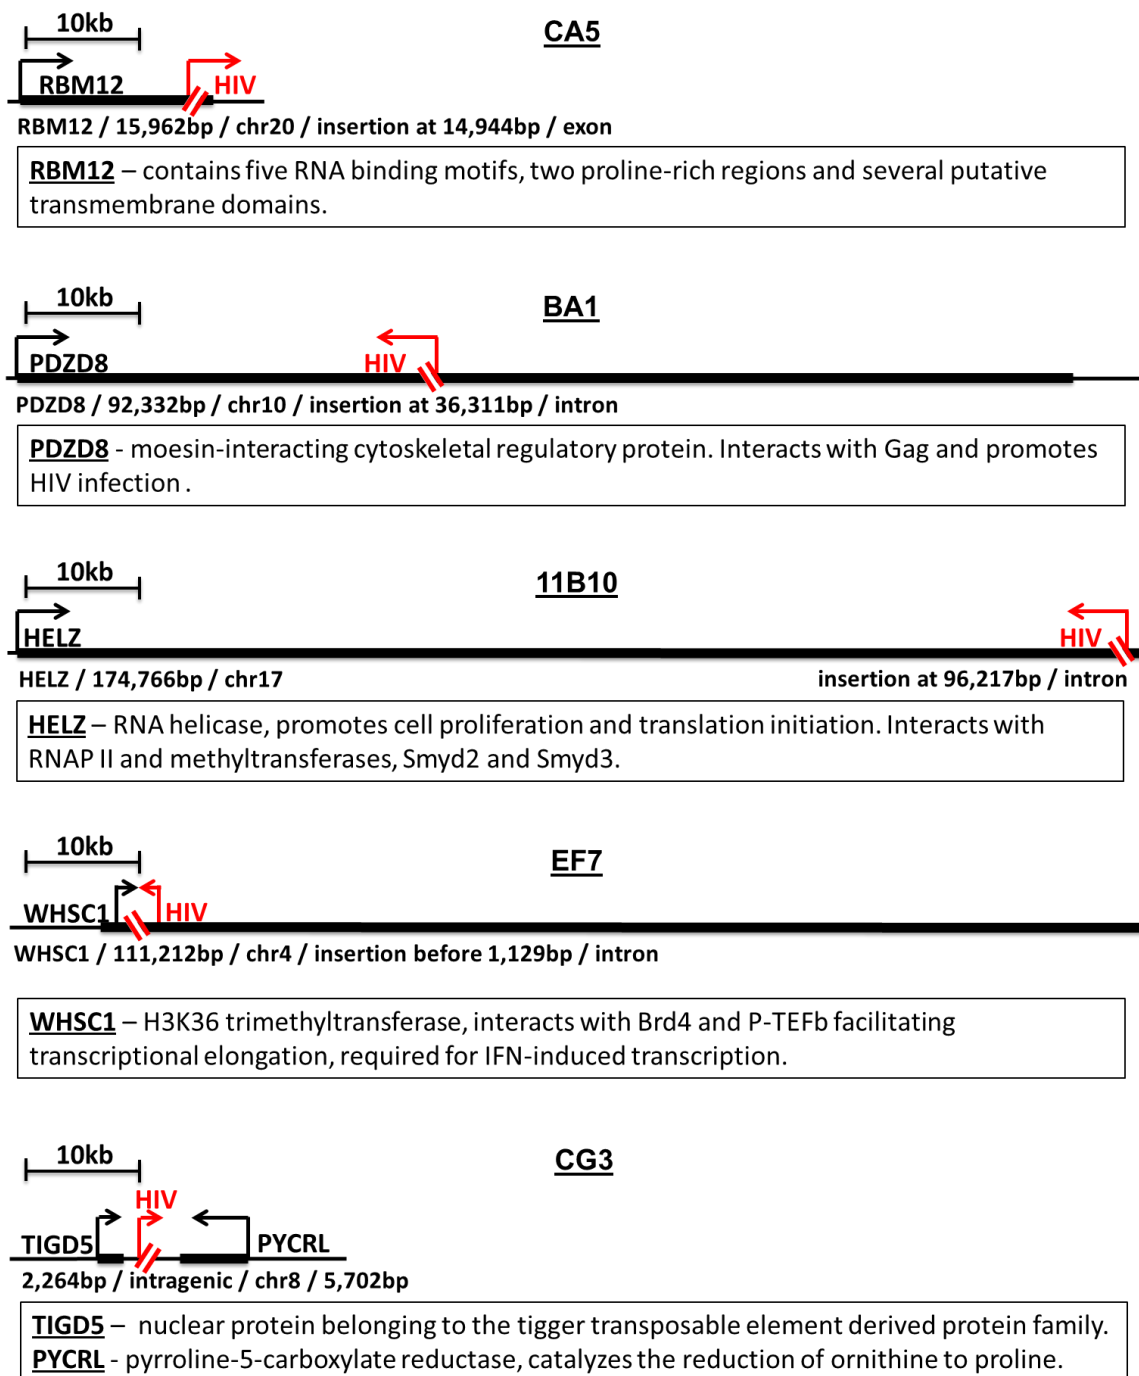 10kb
CA5
RBM12
HIV
RBM12 / 15,962bp / chr20 / insertion at 14,944bp / exon
RBM12 – contains five RNA binding motifs, two proline-rich regions and several putative
transmembrane domains.
10kb
BA1
PDZD8
HIV
PDZD8 / 92,332bp / chr10 / insertion at 36,311bp / intron
PDZD8 - moesin-interacting cytoskeletal regulatory protein. Interacts with Gag and promotes
HIV infection .
10kb
11B10
HELZ
HIV
HELZ / 174,766bp / chr17
insertion at 96,217bp / intron
HELZ – RNA helicase, promotes cell proliferation and translation initiation. Interacts with
RNAP II and methyltransferases, Smyd2 and Smyd3.
10kb
EF7
WHSC1
HIV
WHSC1 / 111,212bp / chr4 / insertion before 1,129bp / intron
WHSC1 – H3K36 trimethyltransferase, interacts with Brd4 and P-TEFb facilitating
transcriptional elongation, required for IFN-induced transcription.
10kb
CG3
HIV
TIGD5
PYCRL
2,264bp / intragenic / chr8 / 5,702bp
TIGD5 – nuclear protein belonging to the tigger transposable element derived protein family.
PYCRL - pyrroline-5-carboxylate reductase, catalyzes the reduction of ornithine to proline.